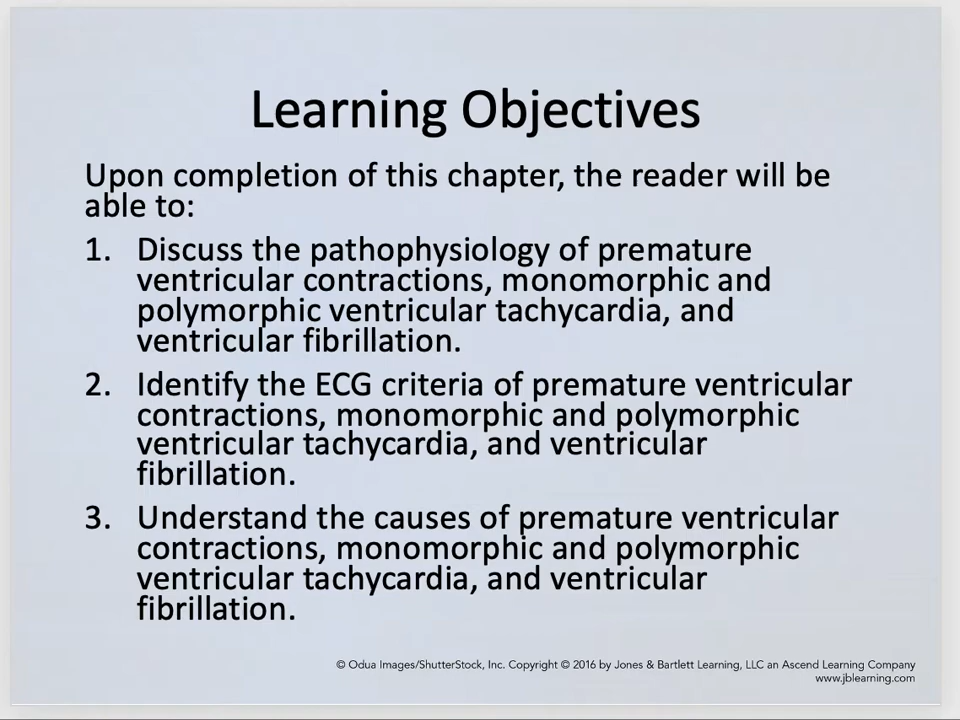 Learning Objectives
Upon completion of this chapter, the reader will be
able to:
1. Discuss the pathophysiology of premature
ventricular contractions, monomorphic and
polymorphic ventricular tachycardia, and
ventricular fibrillation.
2. Identify the ECG criteria of premature ventricular
contractions, monomorphic and polymorphic
ventricular tachycardia, and ventricular
fibrillation.
3. Understand the causes of premature ventricular
contractions, monomorphic and polymorphic
ventricular tachycardia, and ventricular
fibrillation.
© Odua Images/ShutterStock, Inc. Copyright © 2016 by Jones & Bartlett Learning, LLC an Ascend Learning Company
www.jblearning.com